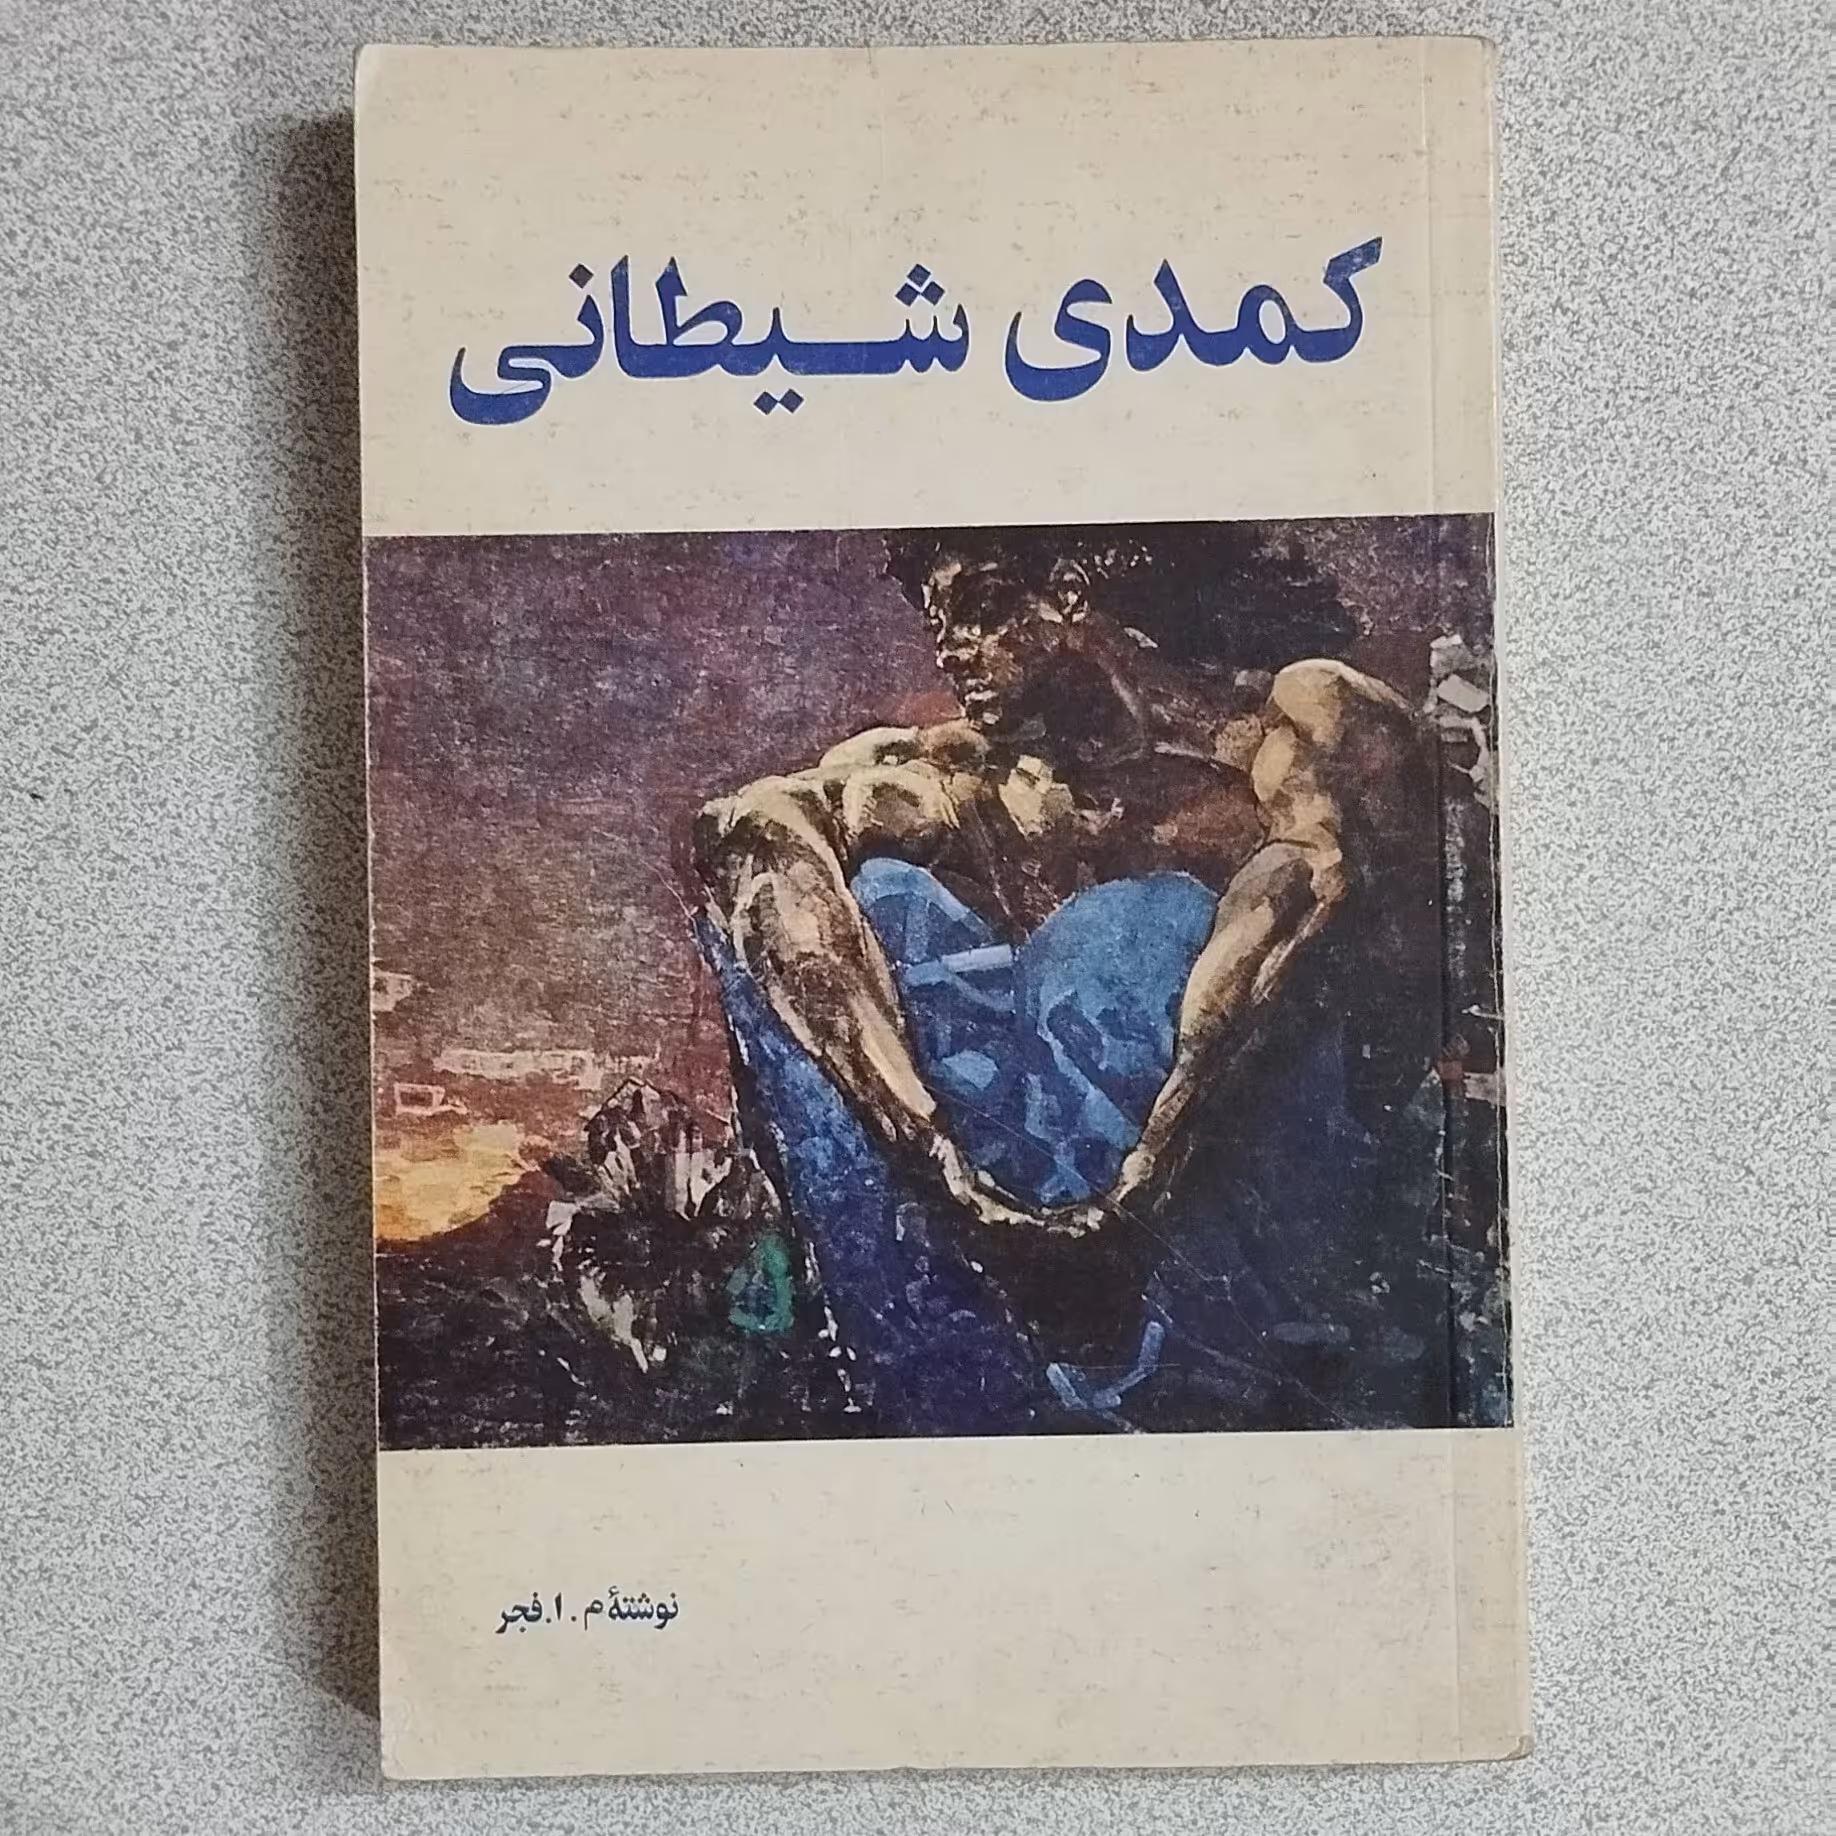 کمدی شیطانی
نوشتهٔ م. ا. فجر